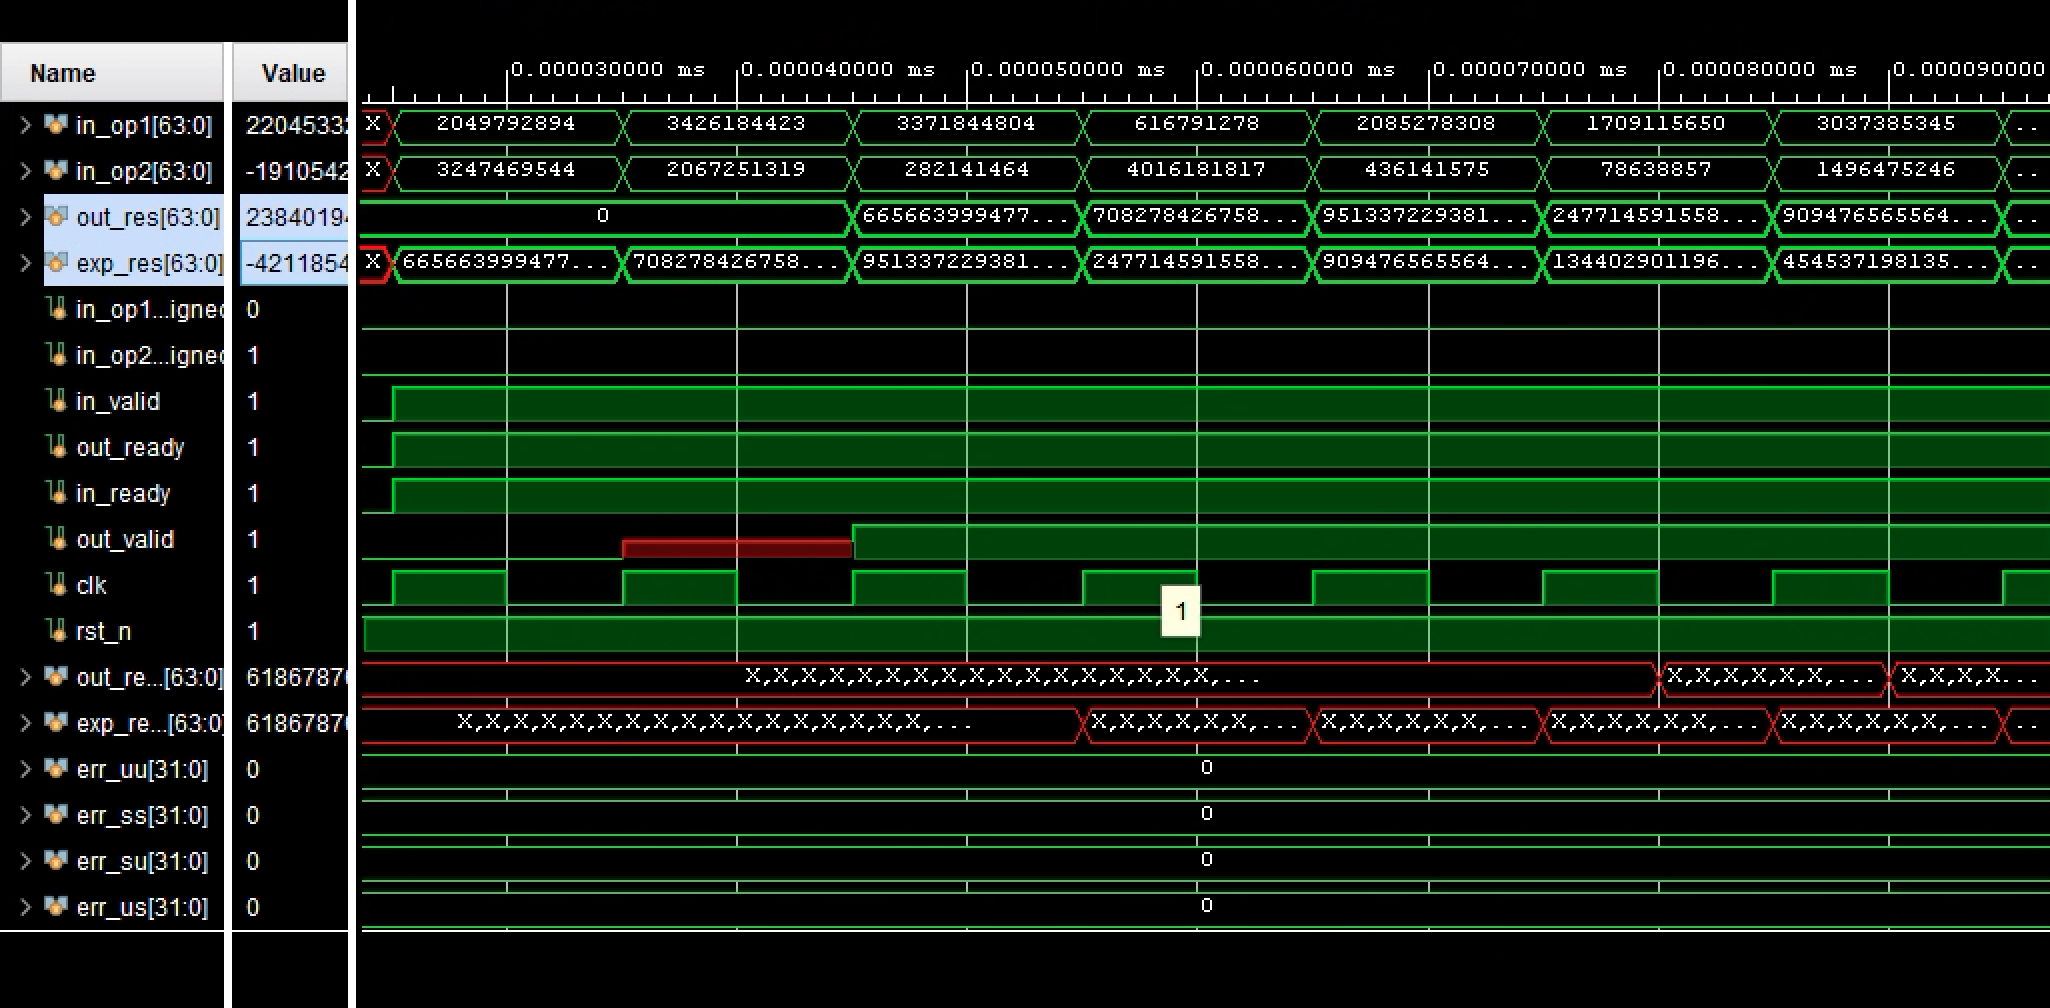 Name Value 0.000030000 ms 0.000040000 ms 0.000050000 ms 0.000060000 ms 0.000070000 ms 0.000080000 ms 0.000090000
in_op1[63:0] 22045332 X 2049792894 3426184423 3371844804 616791278 2085278308 1709115650 3037385345 ..
in_op2[63:0] -1910542 X 3247469544 2067251319 282141464 4016181817 436141575 78638857 1496475246 ..
out_res[63:0] 23840194 0 665663999477... 708278426758... 951337229381... 247714591558... 909476565564... ..
exp_res[63:0] -4211854 X 665663999477... 708278426758... 951337229381... 247714591558... 909476565564... 134402901196... 454537198135... ..
in_op1...igned 0
in_op2...igned 1
in_valid 1
out_ready 1
in_ready 1
out_valid 1
clk 1
1
rst_n 1
out_re...[63:0] 61867876 X,X,X,X,X,X,X,X,X,X,X,X,X,X,X,X,X,... X,X,X,X,X,X,... X,X,X,X...
exp_re...[63:0] 61867876 X,X,X,X,X,X,X,X,X,X,X,X,X,X,X,X,X,... X,X,X,X,X,X,... X,X,X,X,X,X,... X,X,X,X,X,X,... X,X,X,X,X,X,... ..
err_uu[31:0] 0 0
err_ss[31:0] 0 0
err_su[31:0] 0 0
err_us[31:0] 0 0